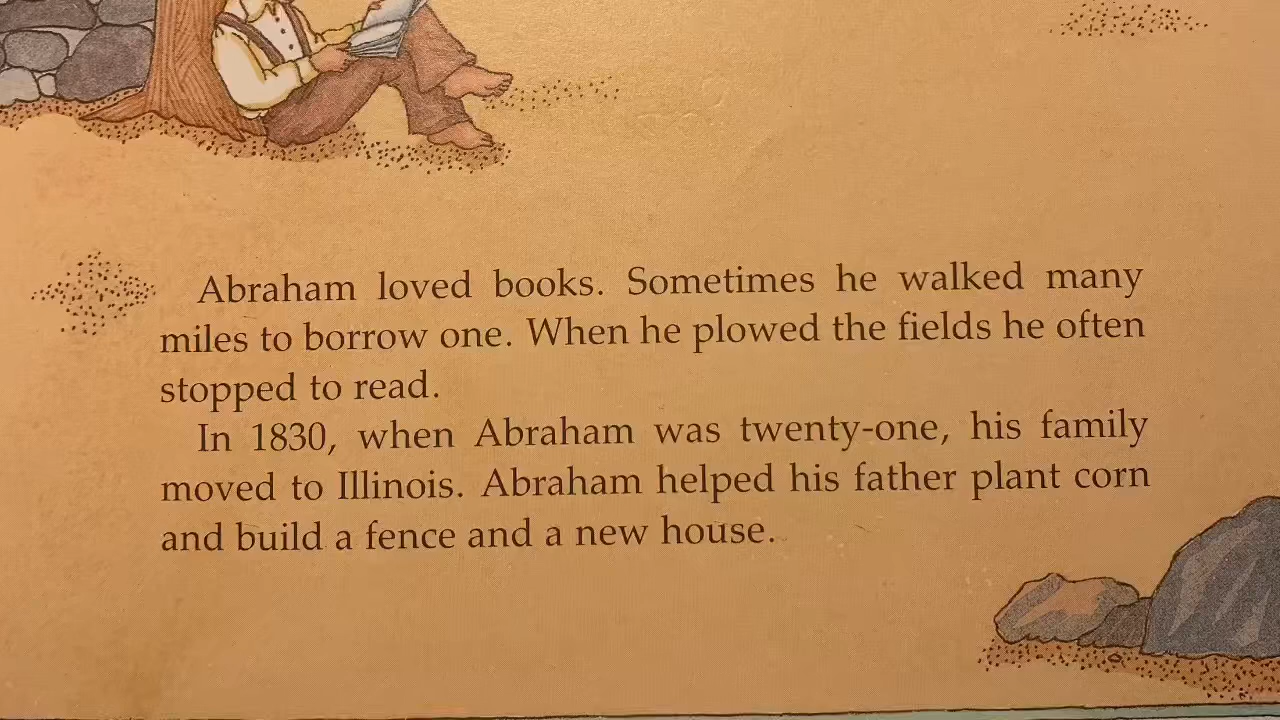 Abraham loved books. Sometimes he walked many
miles to borrow one. When he plowed the fields he often
stopped to read.
In 1830, when Abraham was twenty-one, his family
moved to Illinois. Abraham helped his father plant corn
and build a fence and a new house.